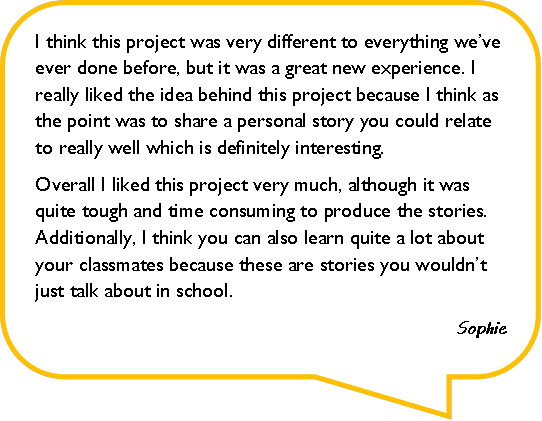 I think this project was very different to everything we've
ever done before, but it was a great new experience. I
really liked the idea behind this project because I think as
the point was to share a personal story you could relate
to really well which is definitely interesting.
Overall I liked this project very much, although it was
quite tough and time consuming to produce the stories.
Additionally, I think you can also learn quite a lot about
your classmates because these are stories you wouldn't
just talk about in school.
Sophie